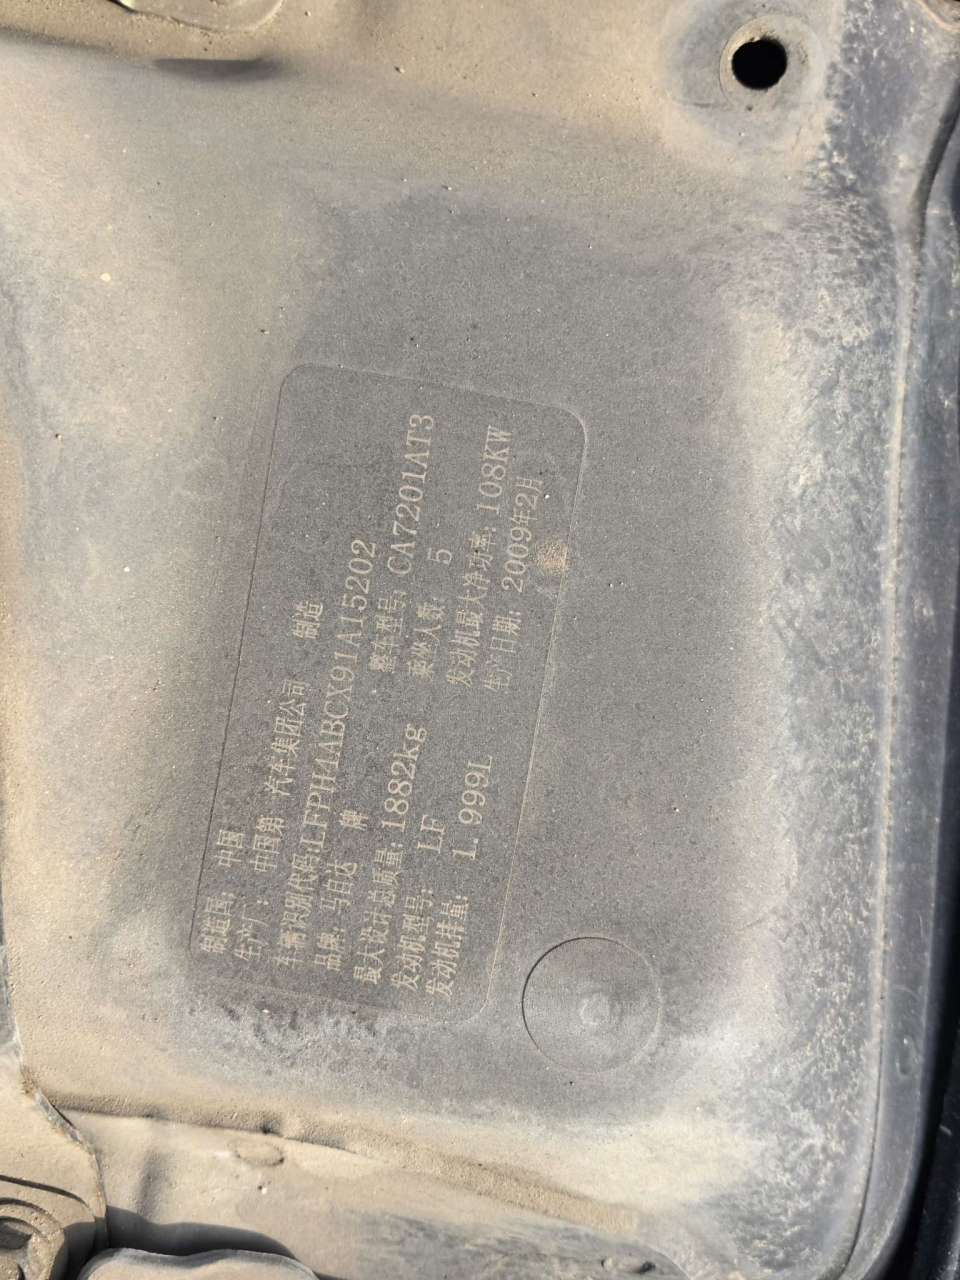 制造国： 中国
生产厂： 中国第 汽车集团公司 制造
车辆识别代码:LFPH4ABCX91A15202
品牌： 马自达 牌 整车型号：CA7201AT3
最大设计总质量：1882kg 乘坐人数： 5
发动机型号： LF 发动机最大净功率：108KW
发动机排量： 1.999L 生产日期：2009年2月